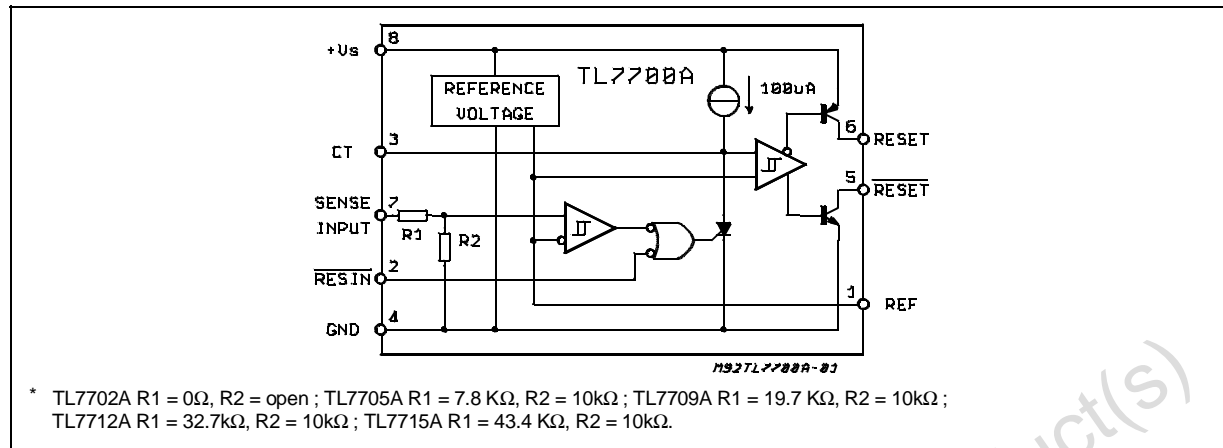 8
+Vs
TL7700A
REFERENCE
VOLTAGE
100uA
6
RESET
3
CT
5
RESET
SENSE
7
INPUT
R1
R2
2
RESIN
1
REF
4
GND
M92TL7700A-01
* TL7702A R1 = 0Ω, R2 = open ; TL7705A R1 = 7.8 KΩ, R2 = 10kΩ ; TL7709A R1 = 19.7 KΩ, R2 = 10kΩ ;
TL7712A R1 = 32.7kΩ, R2 = 10kΩ ; TL7715A R1 = 43.4 KΩ, R2 = 10kΩ.
uct(s)